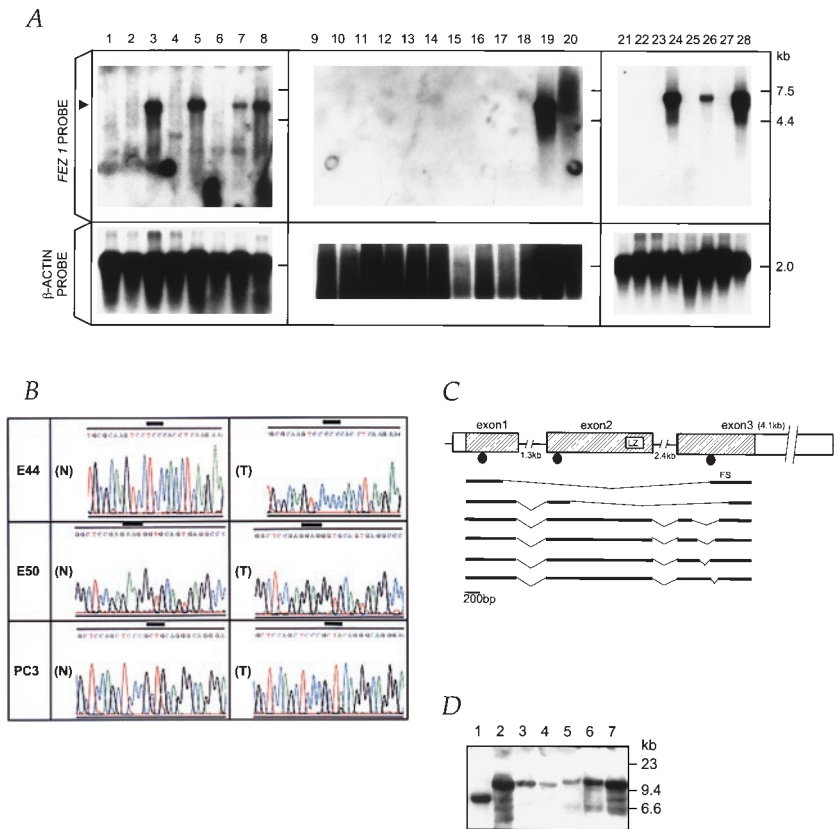 A
1 2 3 4 5 6 7 8 9 10 11 12 13 14 15 16 17 18 19 20 21 22 23 24 25 26 27 28
kb
FEZ 1 PROBE
7.5
4.4
β-ACTIN
PROBE
2.0
B
E44 (N) (T)
E50 (N) (T)
PC3 (N) (T)
C
exon1 exon2 exon3 (4.1kb)
LZ
1.3kb 2.4kb
FS
200bp
D
1 2 3 4 5 6 7 kb
23
9.4
6.6